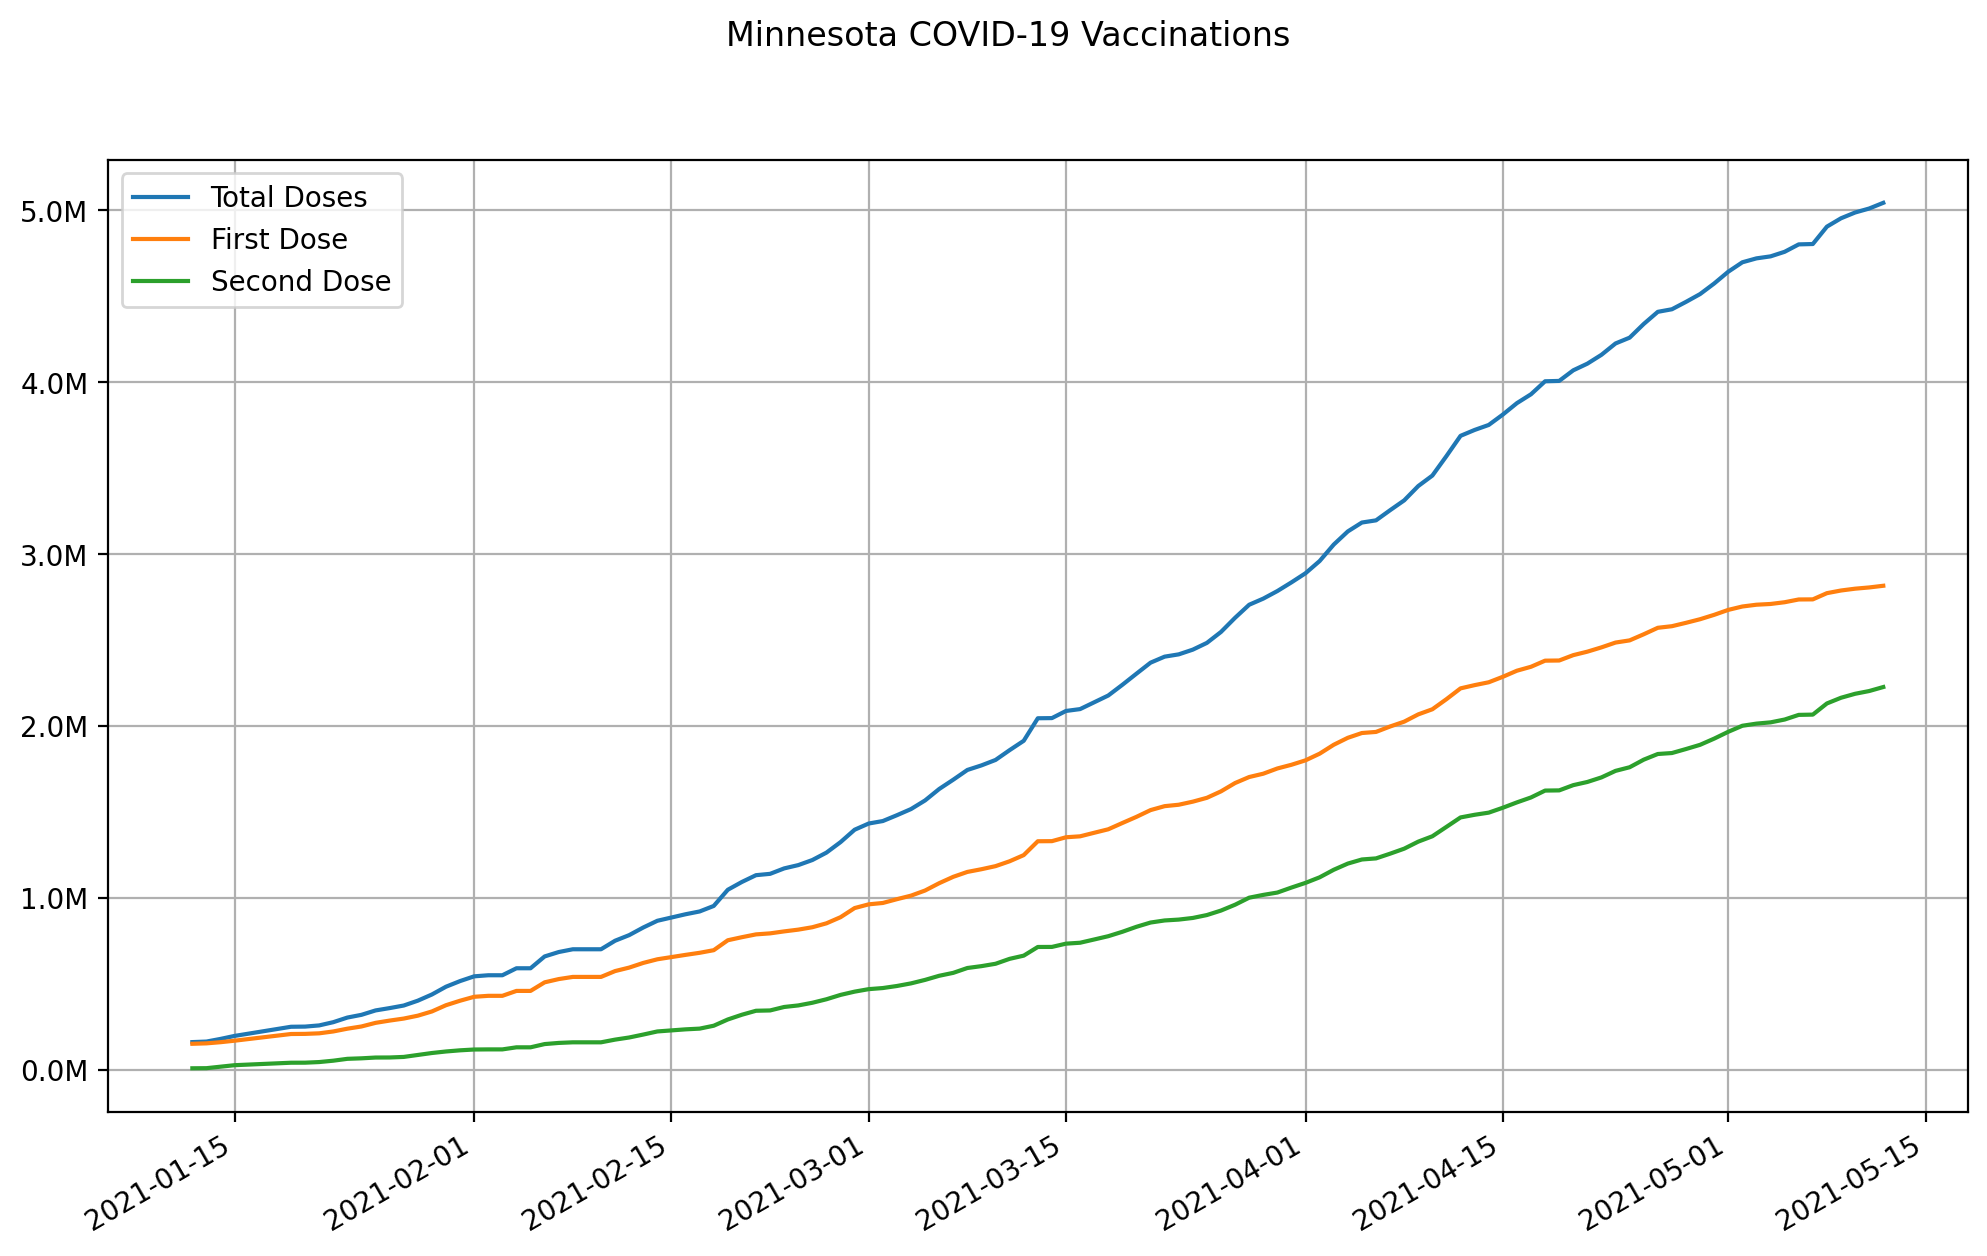 Minnesota COVID-19 Vaccinations
Total Doses
First Dose
Second Dose
5.0M
4.0M
3.0M
2.0M
1.0M
0.0M
2021-01-15
2021-02-01
2021-02-15
2021-03-01
2021-03-15
2021-04-01
2021-04-15
2021-05-01
2021-05-15